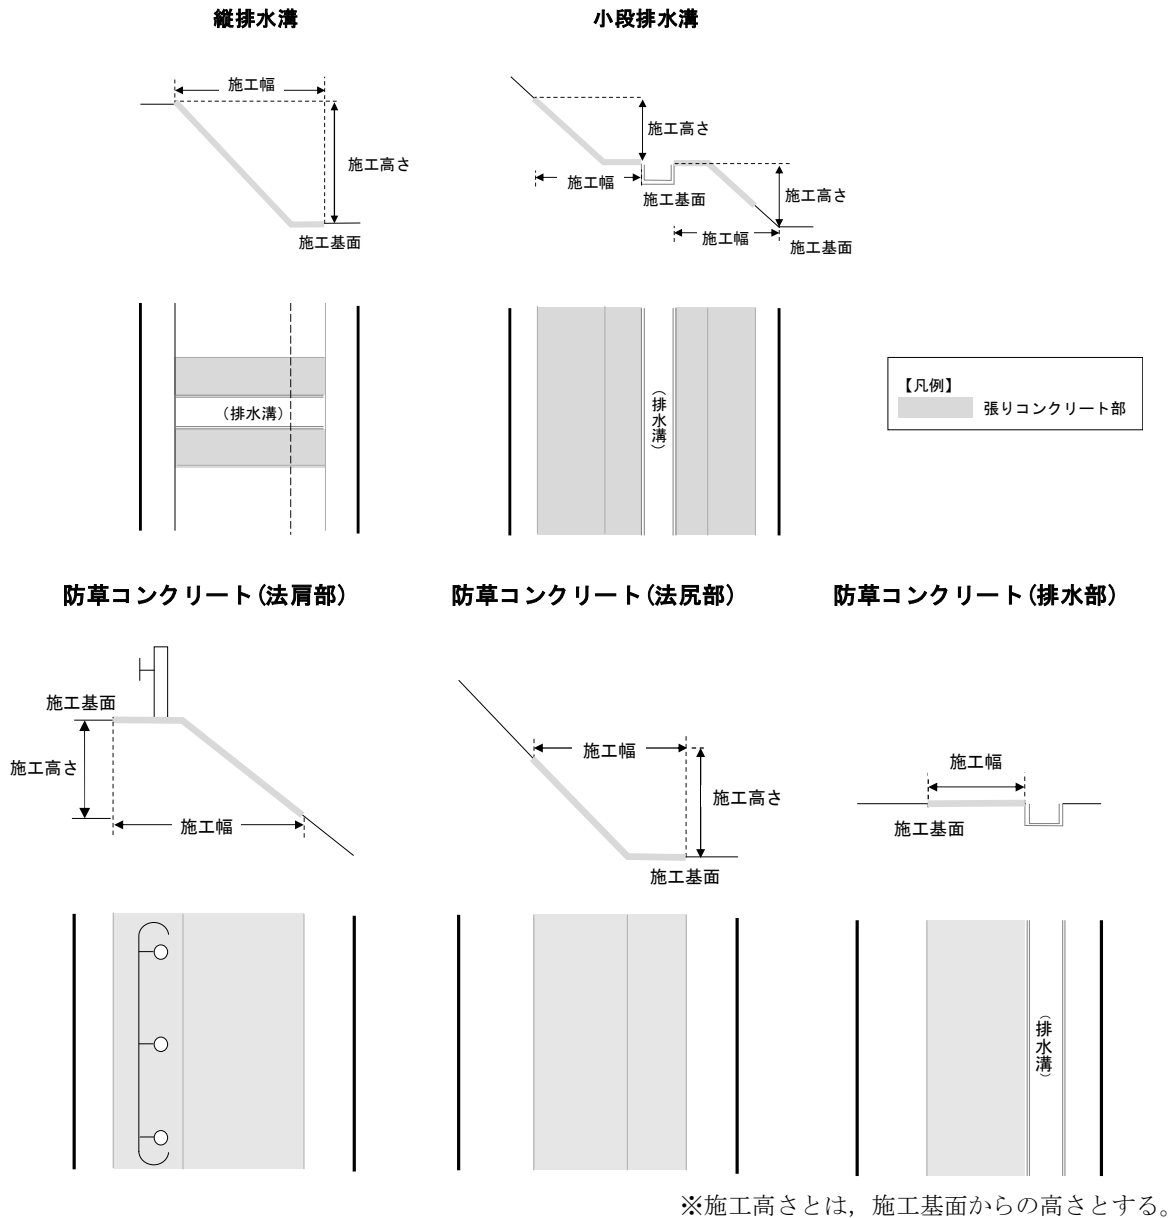 縦排水溝
小段排水溝
施工幅
施工高さ
施工基面
施工高さ
施工幅
施工基面
施工高さ
施工幅
施工基面
(排水溝)
(排水溝)
【凡例】
張りコンクリート部
防草コンクリート(法肩部)
防草コンクリート(法尻部)
防草コンクリート(排水部)
施工基面
施工高さ
施工幅
施工幅
施工高さ
施工基面
施工幅
施工基面
(排水溝)
※施工高さとは，施工基面からの高さとする。